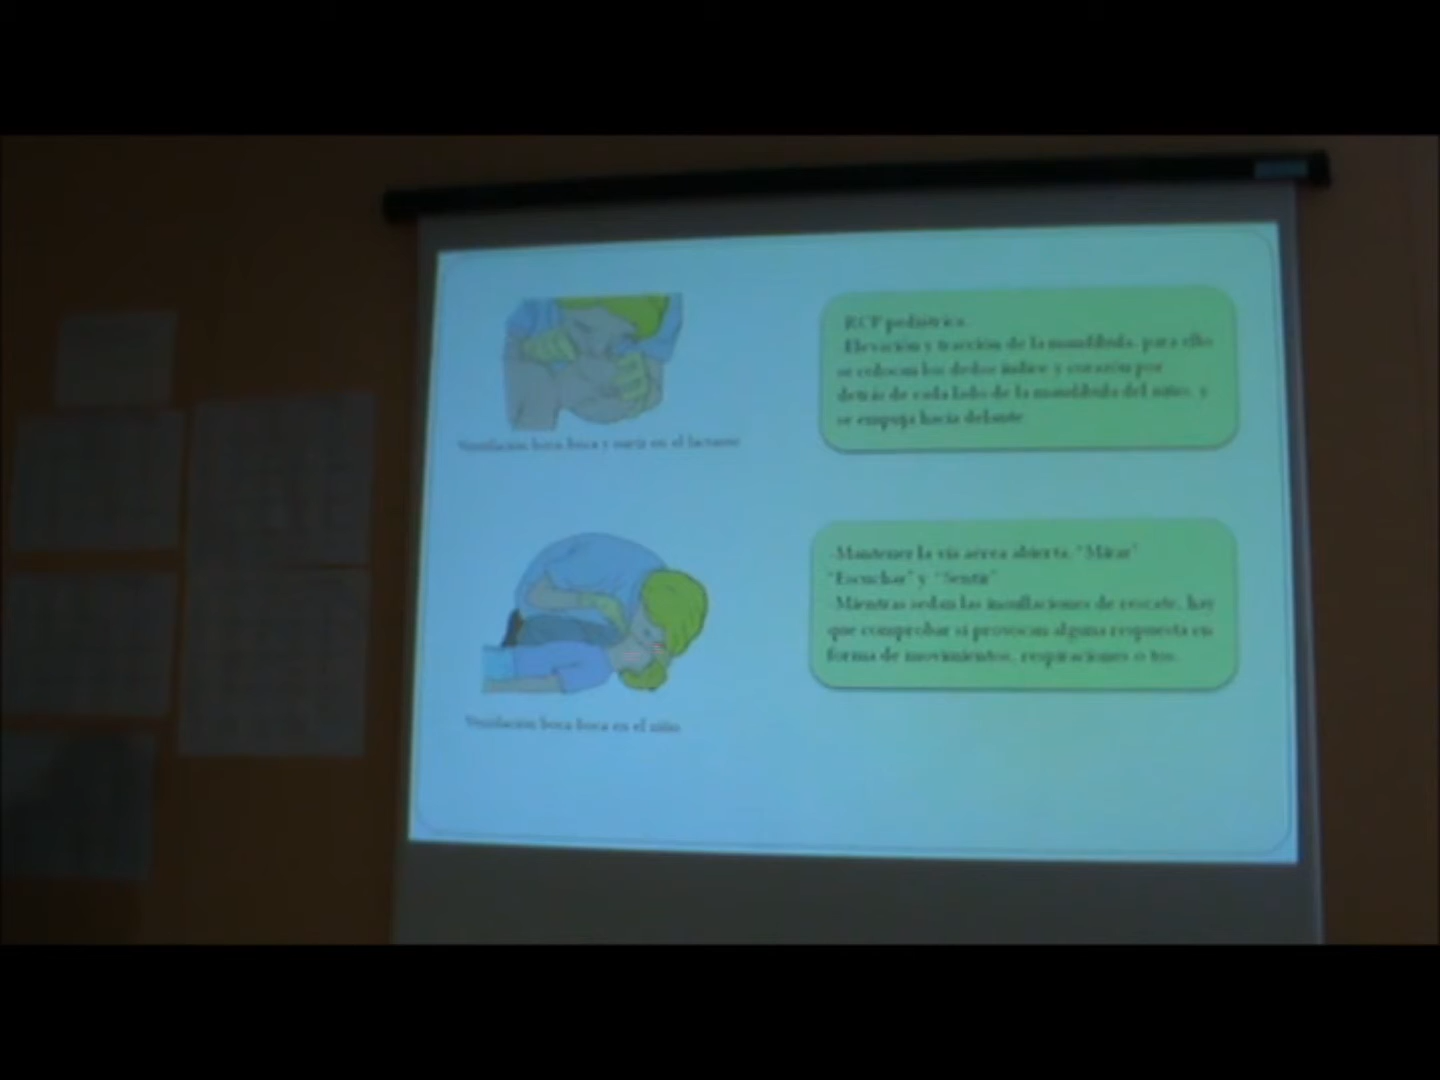 Ventilación boca-boca y nariz en el lactante
RCP pediátrica.
Elevación y tracción de la mandíbula, para ello
se colocan los dedos índice y corazón por
detrás de cada lado de la mandíbula del niño, y
se empuja hacia delante
Ventilación boca-boca en el niño
-Mantener la vía aérea abierta. "Mirar"
"Escuchar" y "Sentir"
-Mientras sedan las insuflaciones de rescate, hay
que comprobar si provocan alguna respuesta en
forma de movimientos, respiraciones o tos.